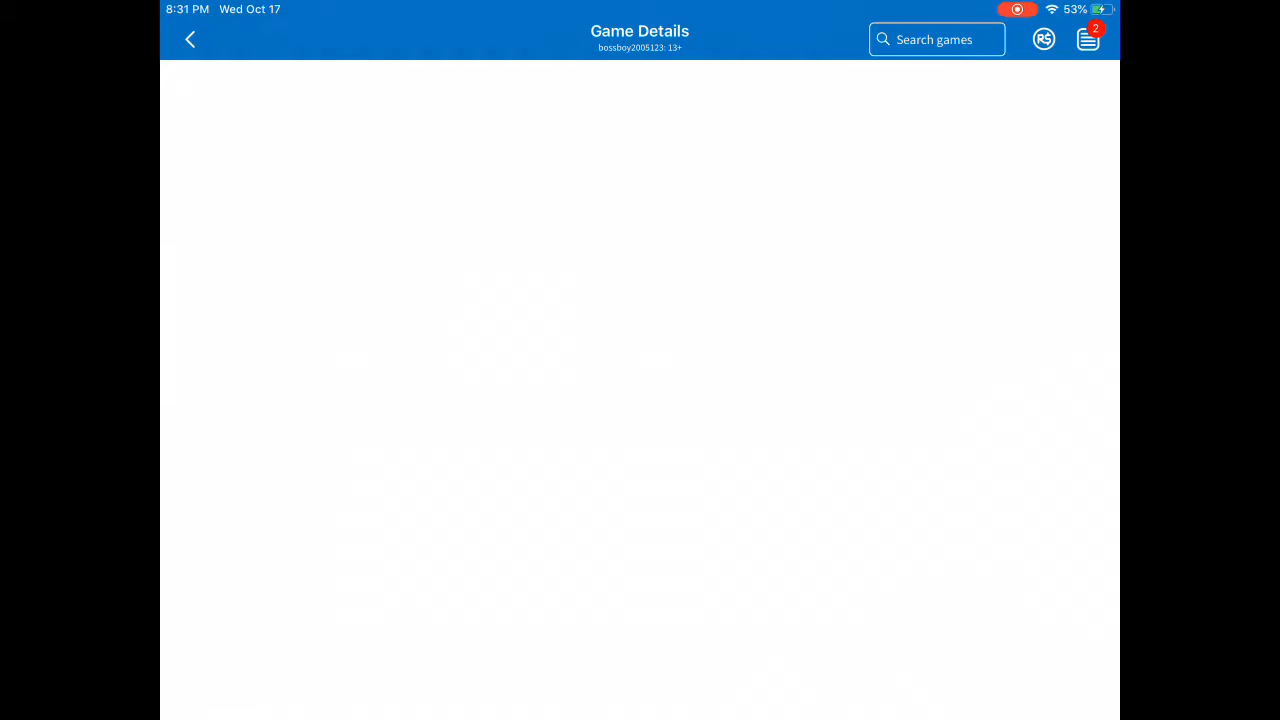 8:31 PM Wed Oct 17 53%
Game Details
bossboy2005123: 13+
Search games
R$
2